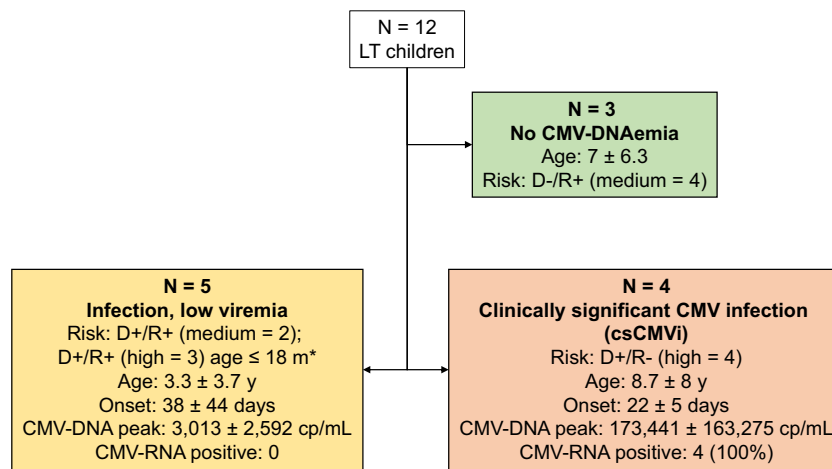 N = 12
LT children
N = 3
No CMV-DNAemia
Age: 7 ± 6.3
Risk: D-/R+ (medium = 4)
N = 5
Infection, low viremia
Risk: D+/R+ (medium = 2);
D+/R+ (high = 3) age ≤ 18 m*
Age: 3.3 ± 3.7 y
Onset: 38 ± 44 days
CMV-DNA peak: 3,013 ± 2,592 cp/mL
CMV-RNA positive: 0
N = 4
Clinically significant CMV infection
(csCMVi)
Risk: D+/R- (high = 4)
Age: 8.7 ± 8 y
Onset: 22 ± 5 days
CMV-DNA peak: 173,441 ± 163,275 cp/mL
CMV-RNA positive: 4 (100%)